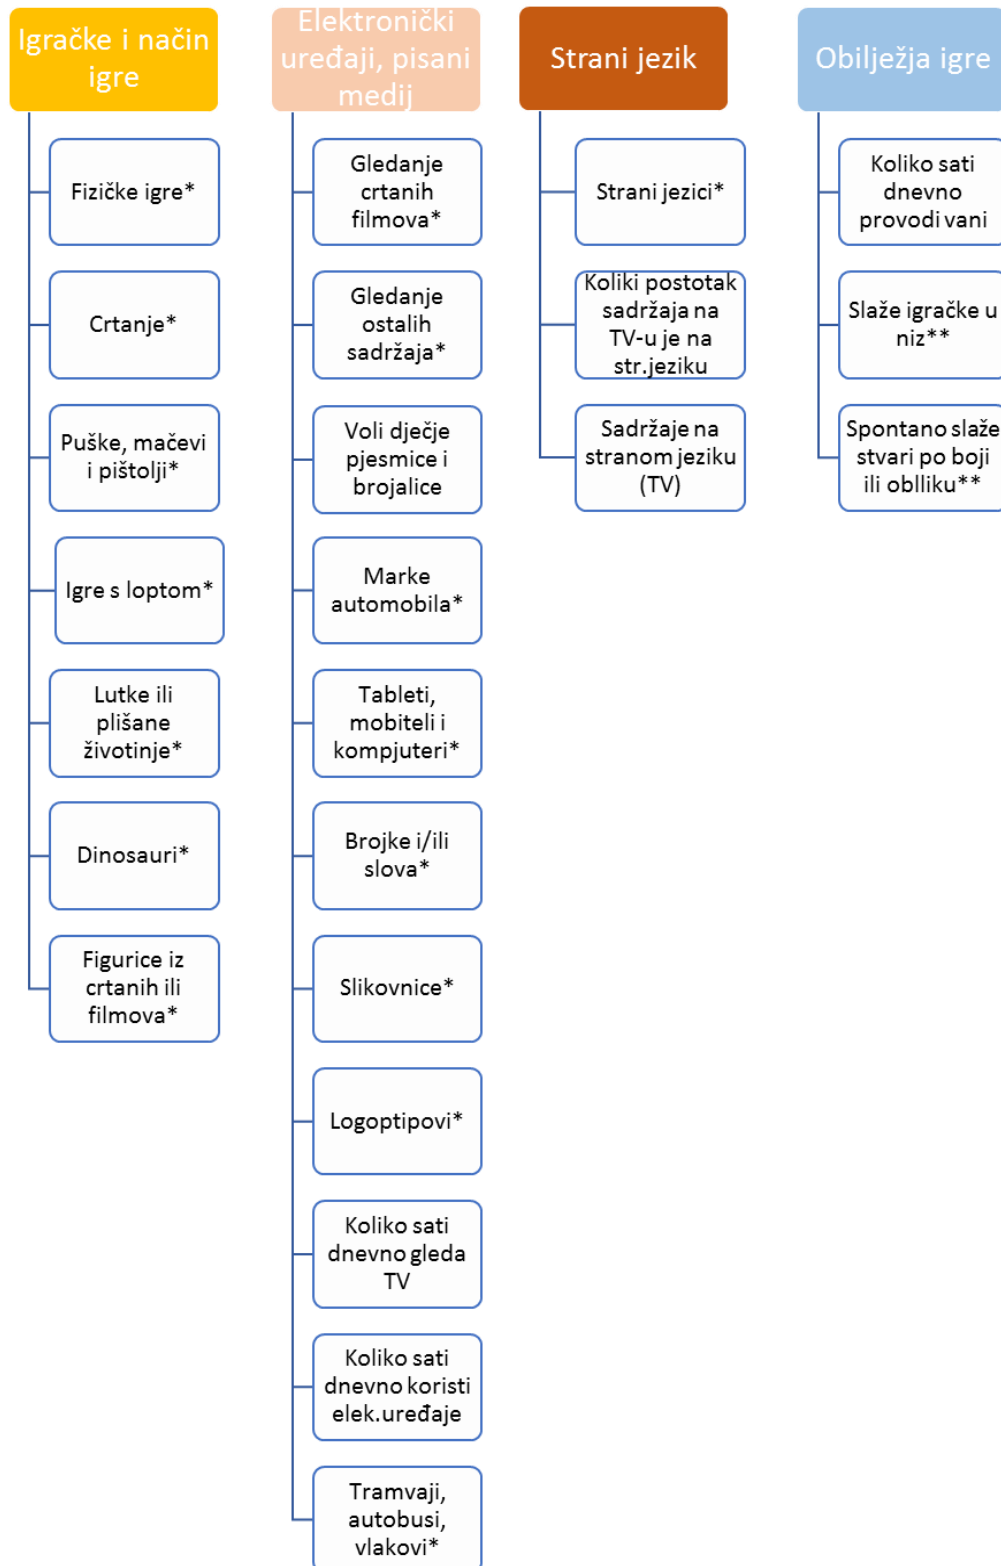 Igračke i način
igre
Fizičke igre*
Crtanje*
Puške, mačevi
i pištolji*
Igre s loptom*
Lutke ili
plišane
životinje*
Dinosauri*
Figurice iz
crtanih ili
filmova*
Elektronički
uređaji, pisani
medij
Gledanje
crtanih
filmova*
Gledanje
ostalih
sadržaja*
Voli dječje
pjesmice i
brojalice
Marke
automobila*
Tableti,
mobiteli i
kompjuteri*
Brojke i/ili
slova*
Slikovnice*
Logoptipovi*
Koliko sati
dnevno gleda
TV
Koliko sati
dnevno koristi
elek.uređaje
Tramvaji,
autobusi,
vlakovi*
Strani jezik
Strani jezici*
Koliki postotak
sadržaja na
TV-u je na
str.jeziku
Sadržaje na
stranom jeziku
(TV)
Obilježja igre
Koliko sati
dnevno
provodi vani
Slaže igračke u
niz**
Spontano slaže
stvari po boji
ili oblliku**